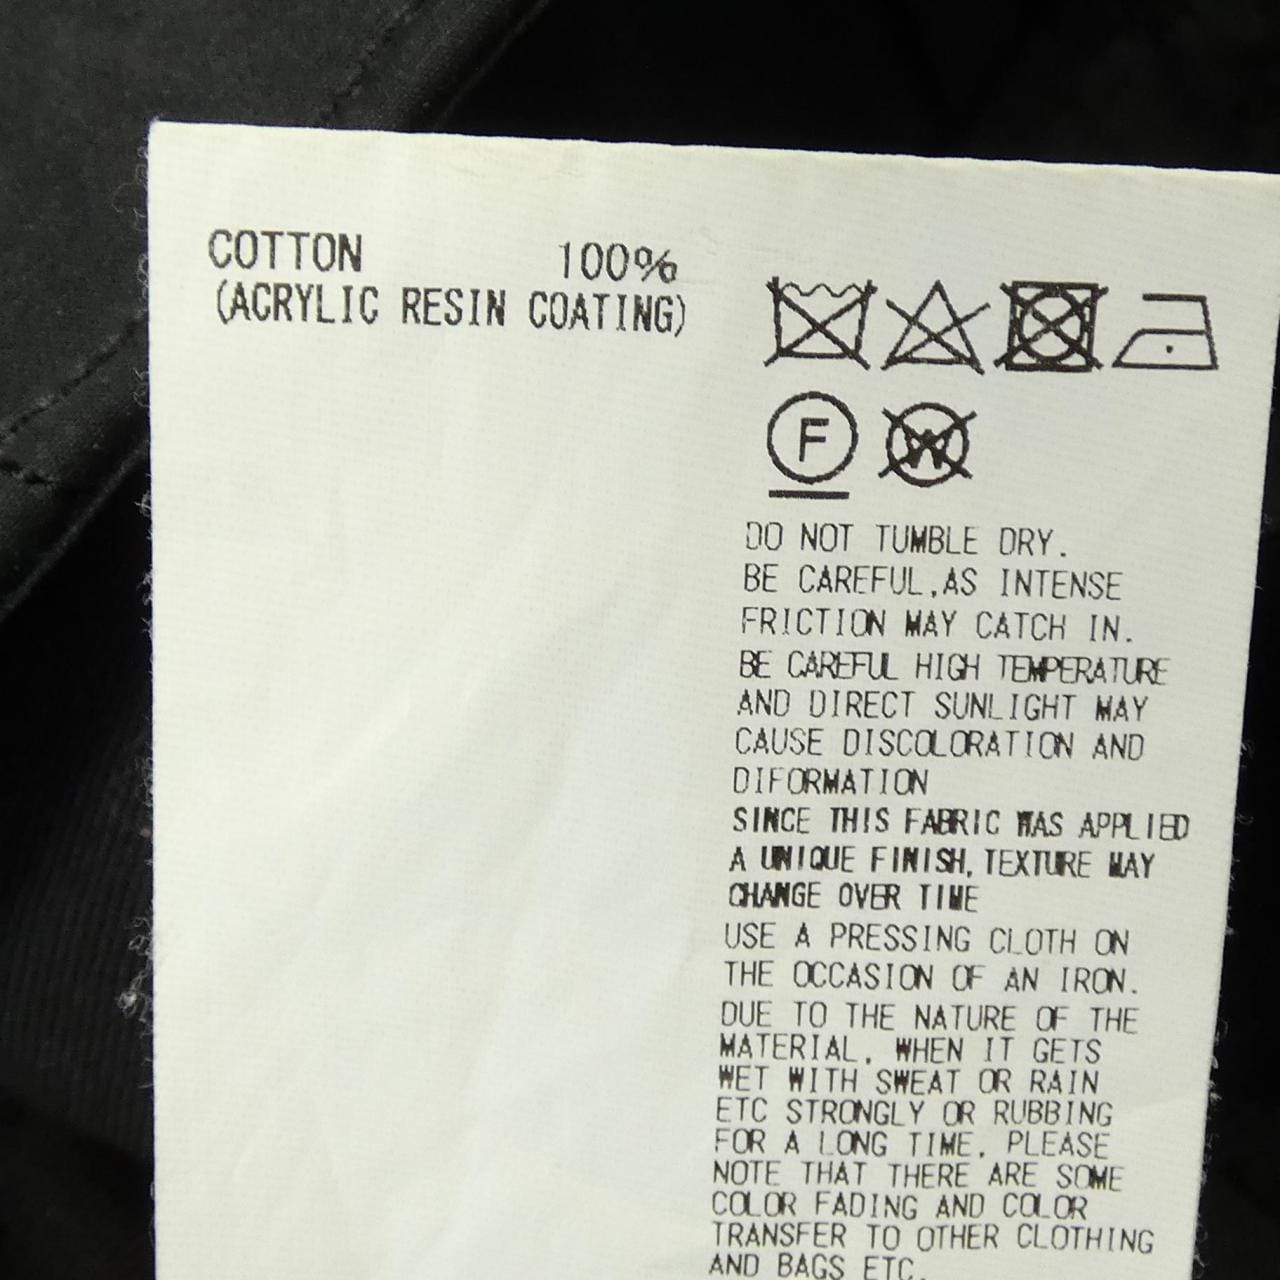 COTTON 100%
(ACRYLIC RESIN COATING)
F W
DO NOT TUMBLE DRY.
BE CAREFUL,AS INTENSE
FRICTION MAY CATCH IN.
BE CAREFUL HIGH TEMPERATURE
AND DIRECT SUNLIGHT MAY
CAUSE DISCOLORATION AND
DIFORMATION
SINCE THIS FABRIC WAS APPLIED
A UNIQUE FINISH, TEXTURE MAY
CHANGE OVER TIME
USE A PRESSING CLOTH ON
THE OCCASION OF AN IRON.
DUE TO THE NATURE OF THE
MATERIAL, WHEN IT GETS
WET WITH SWEAT OR RAIN
ETC STRONGLY OR RUBBING
FOR A LONG TIME, PLEASE
NOTE THAT THERE ARE SOME
COLOR FADING AND COLOR
TRANSFER TO OTHER CLOTHING
AND BAGS ETC.